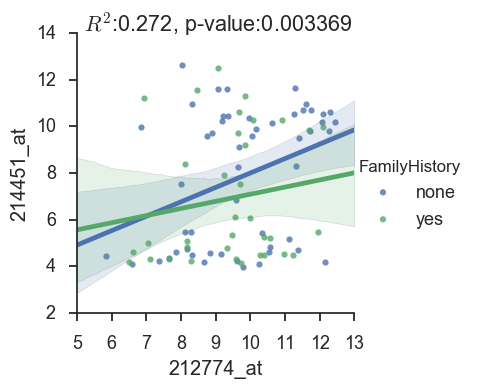 R²:0.272, p-value:0.003369
14
12
10
8
6
4
2
214451_at
5 6 7 8 9 10 11 12 13
212774_at
FamilyHistory
none
yes